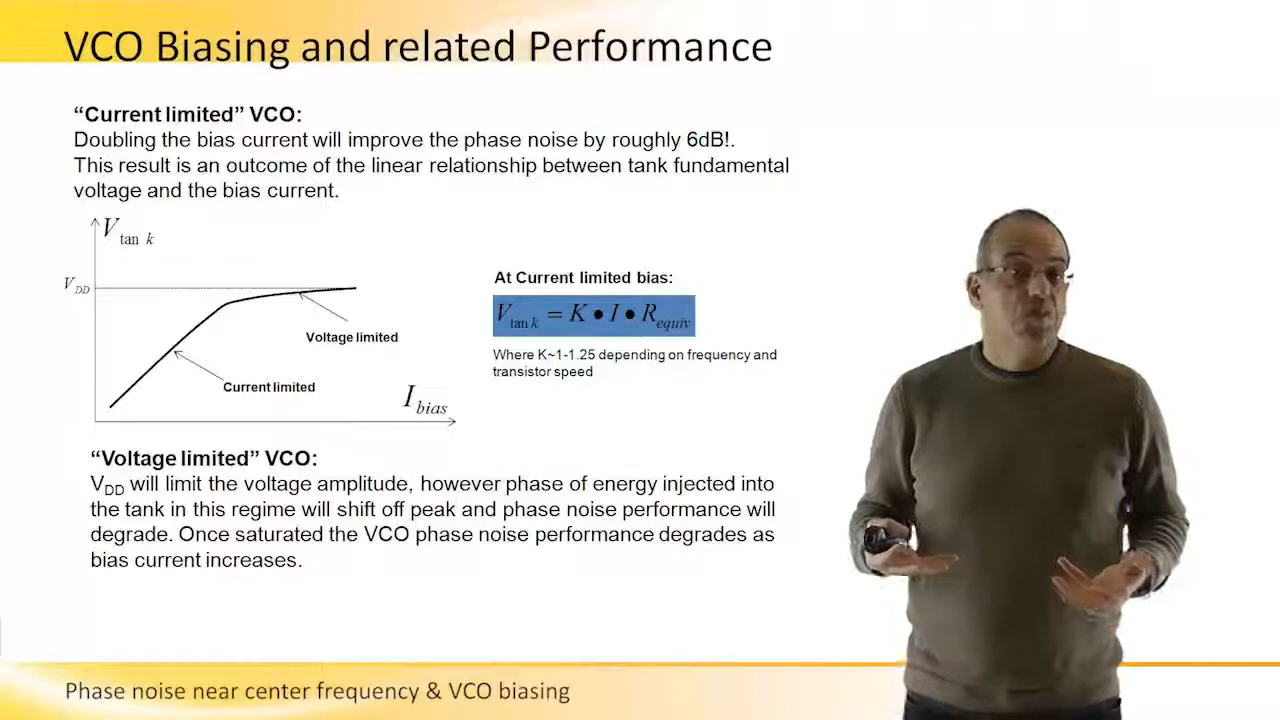 VCO Biasing and related Performance
“Current limited” VCO:
Doubling the bias current will improve the phase noise by roughly 6dB!.
This result is an outcome of the linear relationship between tank fundamental
voltage and the bias current.
V tan k
V DD
Voltage limited
Current limited
I bias
At Current limited bias:
V tan k = K • I • R equiv
Where K~1-1.25 depending on frequency and
transistor speed
“Voltage limited” VCO:
VDD will limit the voltage amplitude, however phase of energy injected into
the tank in this regime will shift off peak and phase noise performance will
degrade. Once saturated the VCO phase noise performance degrades as
bias current increases.
Phase noise near center frequency & VCO biasing